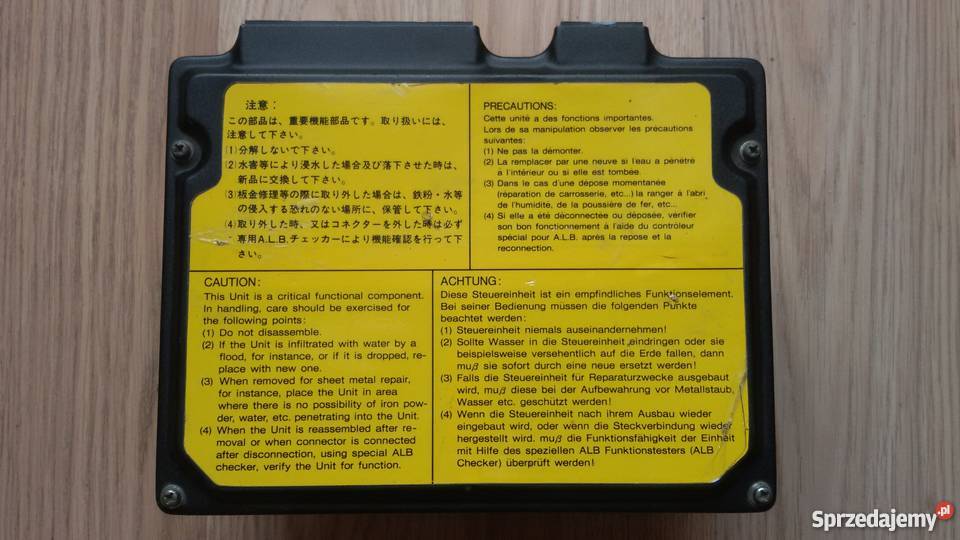 注意：
この部品は、重要機能部品です。取り扱いには、
注意して下さい。
(1)分解しないで下さい。
(2)水害等により浸水した場合及び落下させた時は、
新品に交換して下さい。
(3)板金修理等の際に取り外した場合は、鉄粉・水等
の侵入する恐れのない場所に、保管して下さい。
(4)取り外した時、又はコネクターを外した時は必ず
専用A.L.B.チェッカーにより機能確認を行って下
さい。
PRECAUTIONS:
Cette unité a des fonctions importantes.
Lors de sa manipulation observer les précautions
suivantes:
(1) Ne pas la démonter.
(2) La remplacer par une neuve si l'eau a pénétré
à l'intérieur ou si elle est tombée.
(3) Dans le cas d'une dépose momentanée
(réparation de carrosserie, etc...) la ranger à l'abri
de l'humidité, de la poussière de fer, etc...
(4) Si elle a été déconnectée ou déposée, vérifier
son bon fonctionnement à l'aide du contrôleur
spécial pour A.L.B. après la repose et la
reconnection.
CAUTION:
This Unit is a critical functional component.
In handling, care should be exercised for
the following points:
(1) Do not disassemble.
(2) If the Unit is infiltrated with water by a
flood, for instance, or if it is dropped, re-
place with new one.
(3) When removed for sheet metal repair,
for instance, place the Unit in area
where there is no possibility of iron pow-
der, water, etc. penetrating into the Unit.
(4) When the Unit is reassembled after re-
moval or when connector is connected
after disconnection, using special ALB
checker, verify the Unit for function.
ACHTUNG:
Diese Steuereinheit ist ein empfindliches Funktionselement.
Bei seiner Bedienung müssen die folgenden Punkte
beachtet werden:
(1) Steuereinheit niemals auseinandernehmen!
(2) Sollte Wasser in die Steuereinheit eindringen oder sie
beispielsweise versehentlich auf die Erde fallen, dann
muß sie sofort durch eine neue ersetzt werden!
(3) Falls die Steuereinheit für Reparaturzwecke ausgebaut
wird, muß diese bei der Aufbewahrung vor Metallstaub,
Wasser etc. geschützt werden!
(4) Wenn die Steuereinheit nach ihrem Ausbau wieder
eingebaut wird, oder wenn die Steckverbindung wieder
hergestellt wird. muß die Funktionsfähigkeit der Einheit
mit Hilfe des speziellen ALB Funktionstesters (ALB
Checker) überprüft werden!
Sprzedajemy.pl